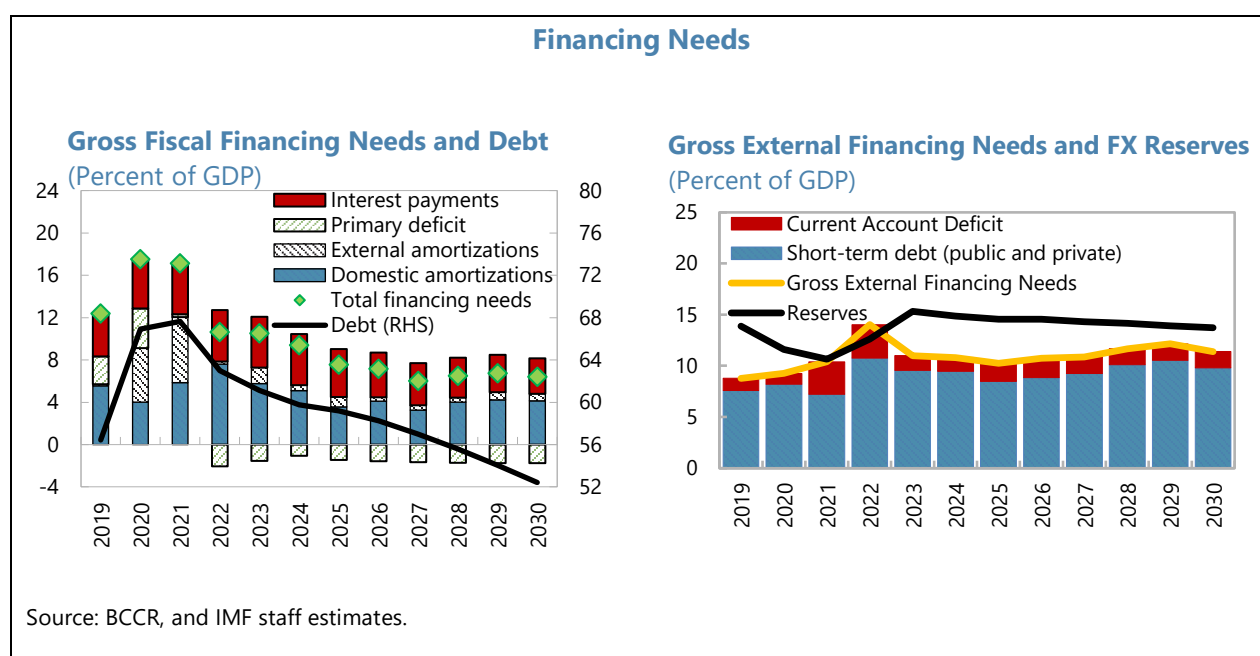 Financing Needs
Gross Fiscal Financing Needs and Debt
(Percent of GDP)
24
20
16
12
8
4
0
-4
80
76
72
68
64
60
56
52
Interest payments
Primary deficit
External amortizations
Domestic amortizations
Total financing needs
Debt (RHS)
2019
2020
2021
2022
2023
2024
2025
2026
2027
2028
2029
2030
Gross External Financing Needs and FX Reserves
(Percent of GDP)
25
20
15
10
5
0
Current Account Deficit
Short-term debt (public and private)
Gross External Financing Needs
Reserves
2019
2020
2021
2022
2023
2024
2025
2026
2027
2028
2029
2030
Source: BCCR, and IMF staff estimates.